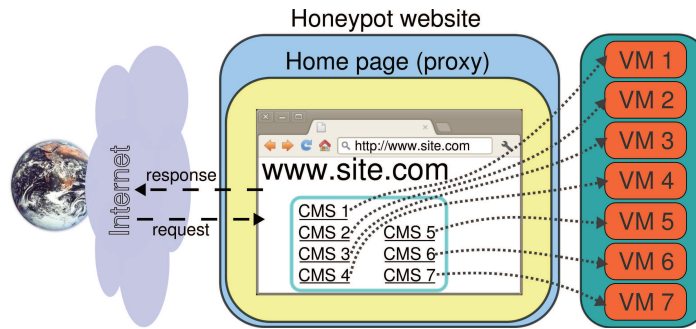 Honeypot website
Home page (proxy)
http://www.site.com
www.site.com
Internet
response
request
CMS 1
CMS 2
CMS 3
CMS 4
CMS 5
CMS 6
CMS 7
VM 1
VM 2
VM 3
VM 4
VM 5
VM 6
VM 7